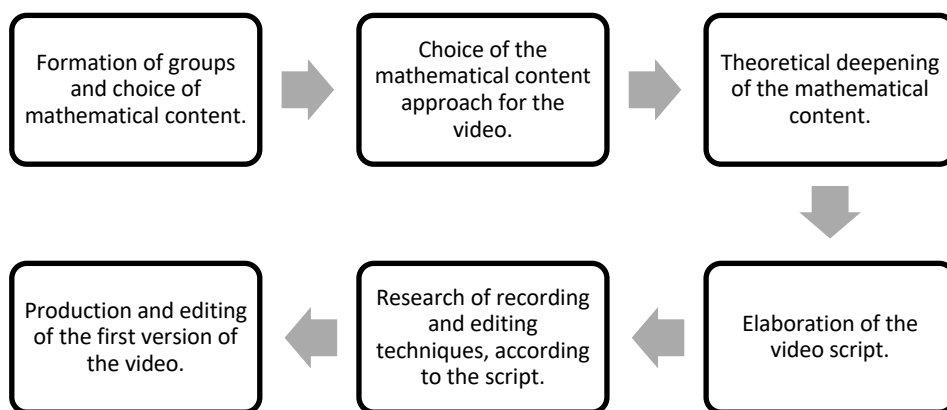 Formation of groups
and choice of
mathematical content.
Choice of the
mathematical content
approach for the
video.
Theoretical deepening
of the mathematical
content.
Elaboration of the
video script.
Research of recording
and editing
techniques, according
to the script.
Production and editing
of the first version of
the video.